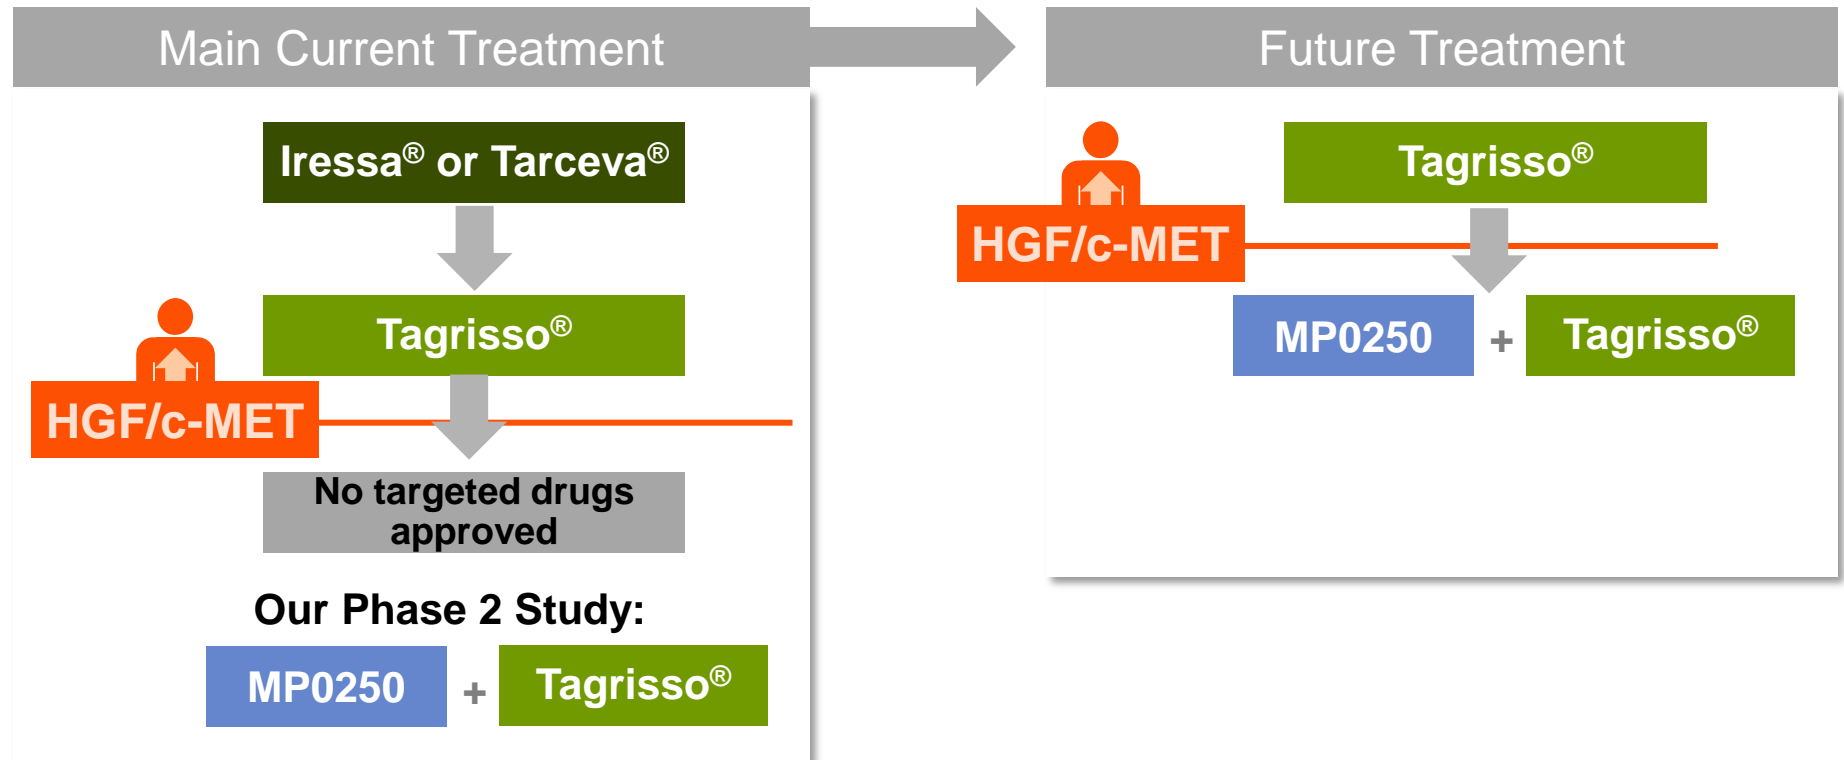 Main Current Treatment
Iressa® or Tarceva®
Tagrisso®
HGF/c-MET
No targeted drugs
approved
Our Phase 2 Study:
MP0250 + Tagrisso®
Future Treatment
Tagrisso®
HGF/c-MET
MP0250 + Tagrisso®